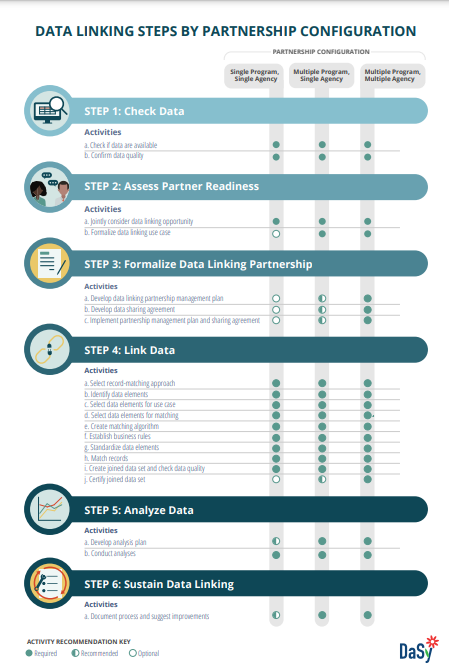 DATA LINKING STEPS BY PARTNERSHIP CONFIGURATION
PARTNERSHIP CONFIGURATION
Single Program,
Single Agency
Multiple Program,
Single Agency
Multiple Program,
Multiple Agency
STEP 1: Check Data
Activities
a. Check if data are available
b. Confirm data quality
STEP 2: Assess Partner Readiness
Activities
a. Jointly consider data linking opportunity
b. Formalize data linking use case
STEP 3: Formalize Data Linking Partnership
Activities
a. Develop data linking partnership management plan
b. Develop data sharing agreement
c. Implement partnership management plan and sharing agreement
STEP 4: Link Data
Activities
a. Select record-matching approach
b. Identify data elements
c. Select data elements for use case
d. Select data elements for matching
e. Create matching algorithm
f. Establish business rules
g. Standardize data elements
h. Match records
i. Create joined data set and check data quality
j. Certify joined data set
STEP 5: Analyze Data
Activities
a. Develop analysis plan
b. Conduct analyses
STEP 6: Sustain Data Linking
Activities
a. Document process and suggest improvements
ACTIVITY RECOMMENDATION KEY
Required Recommended Optional
DaSy